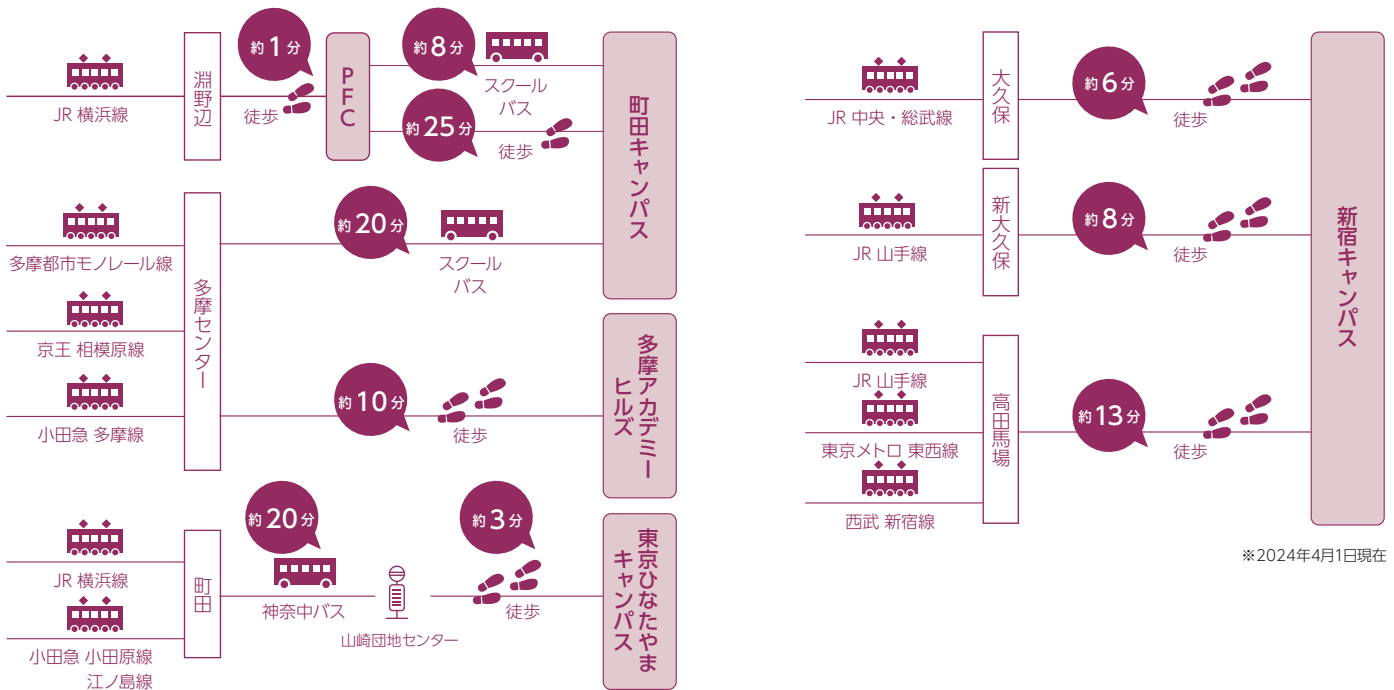 JR 横浜線
淵野辺
約1分
徒歩
PFC
約8分
スクール
バス
約25分
徒歩
町田キャンパス
多摩都市モノレール線
京王 相模原線
小田急 多摩線
多摩センター
約20分
スクール
バス
約10分
徒歩
多摩アカデミー
ヒルズ
JR 横浜線
小田急 小田原線
江ノ島線
町田
約20分
神奈中バス
山崎団地センター
約3分
徒歩
東京ひなたやま
キャンパス
JR 中央・総武線
大久保
約6分
徒歩
JR 山手線
新大久保
約8分
徒歩
JR 山手線
東京メトロ 東西線
西武 新宿線
高田馬場
約13分
徒歩
新宿キャンパス
※2024年4月1日現在